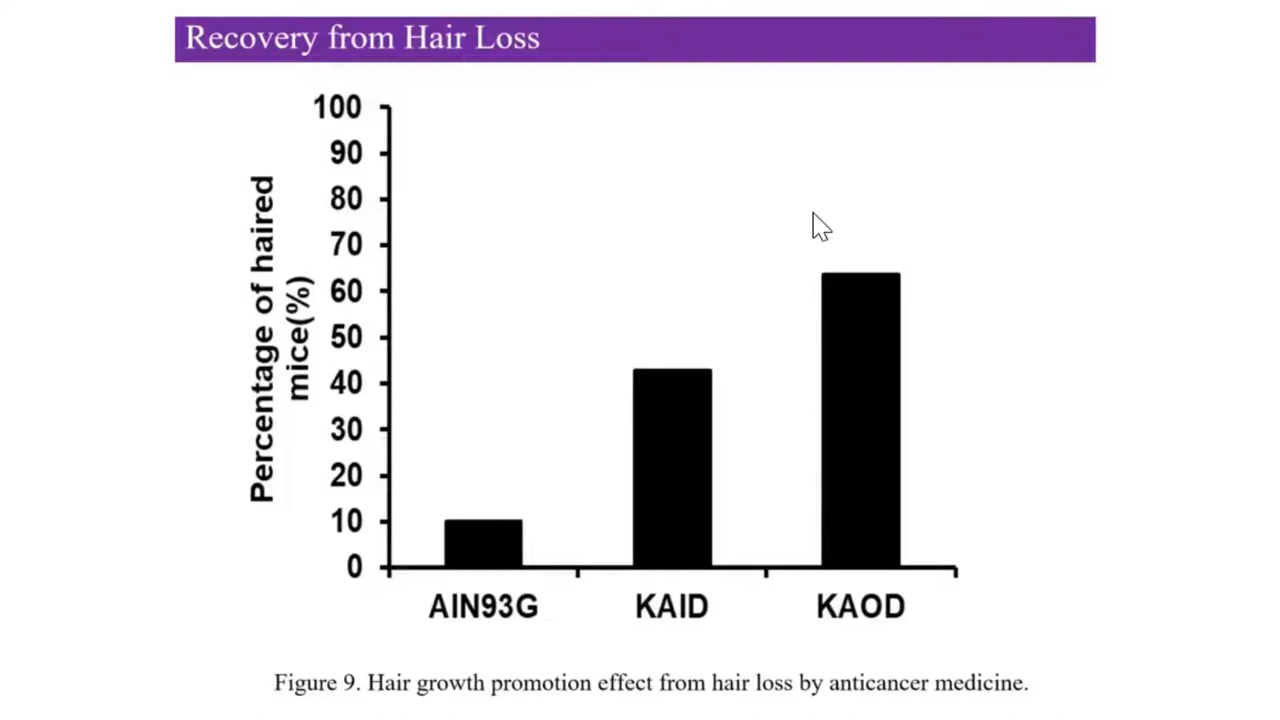 Recovery from Hair Loss
100
90
80
70
60
50
40
30
20
10
0
Percentage of haired
mice(%)
AIN93G
KAID
KAOD
Figure 9. Hair growth promotion effect from hair loss by anticancer medicine.